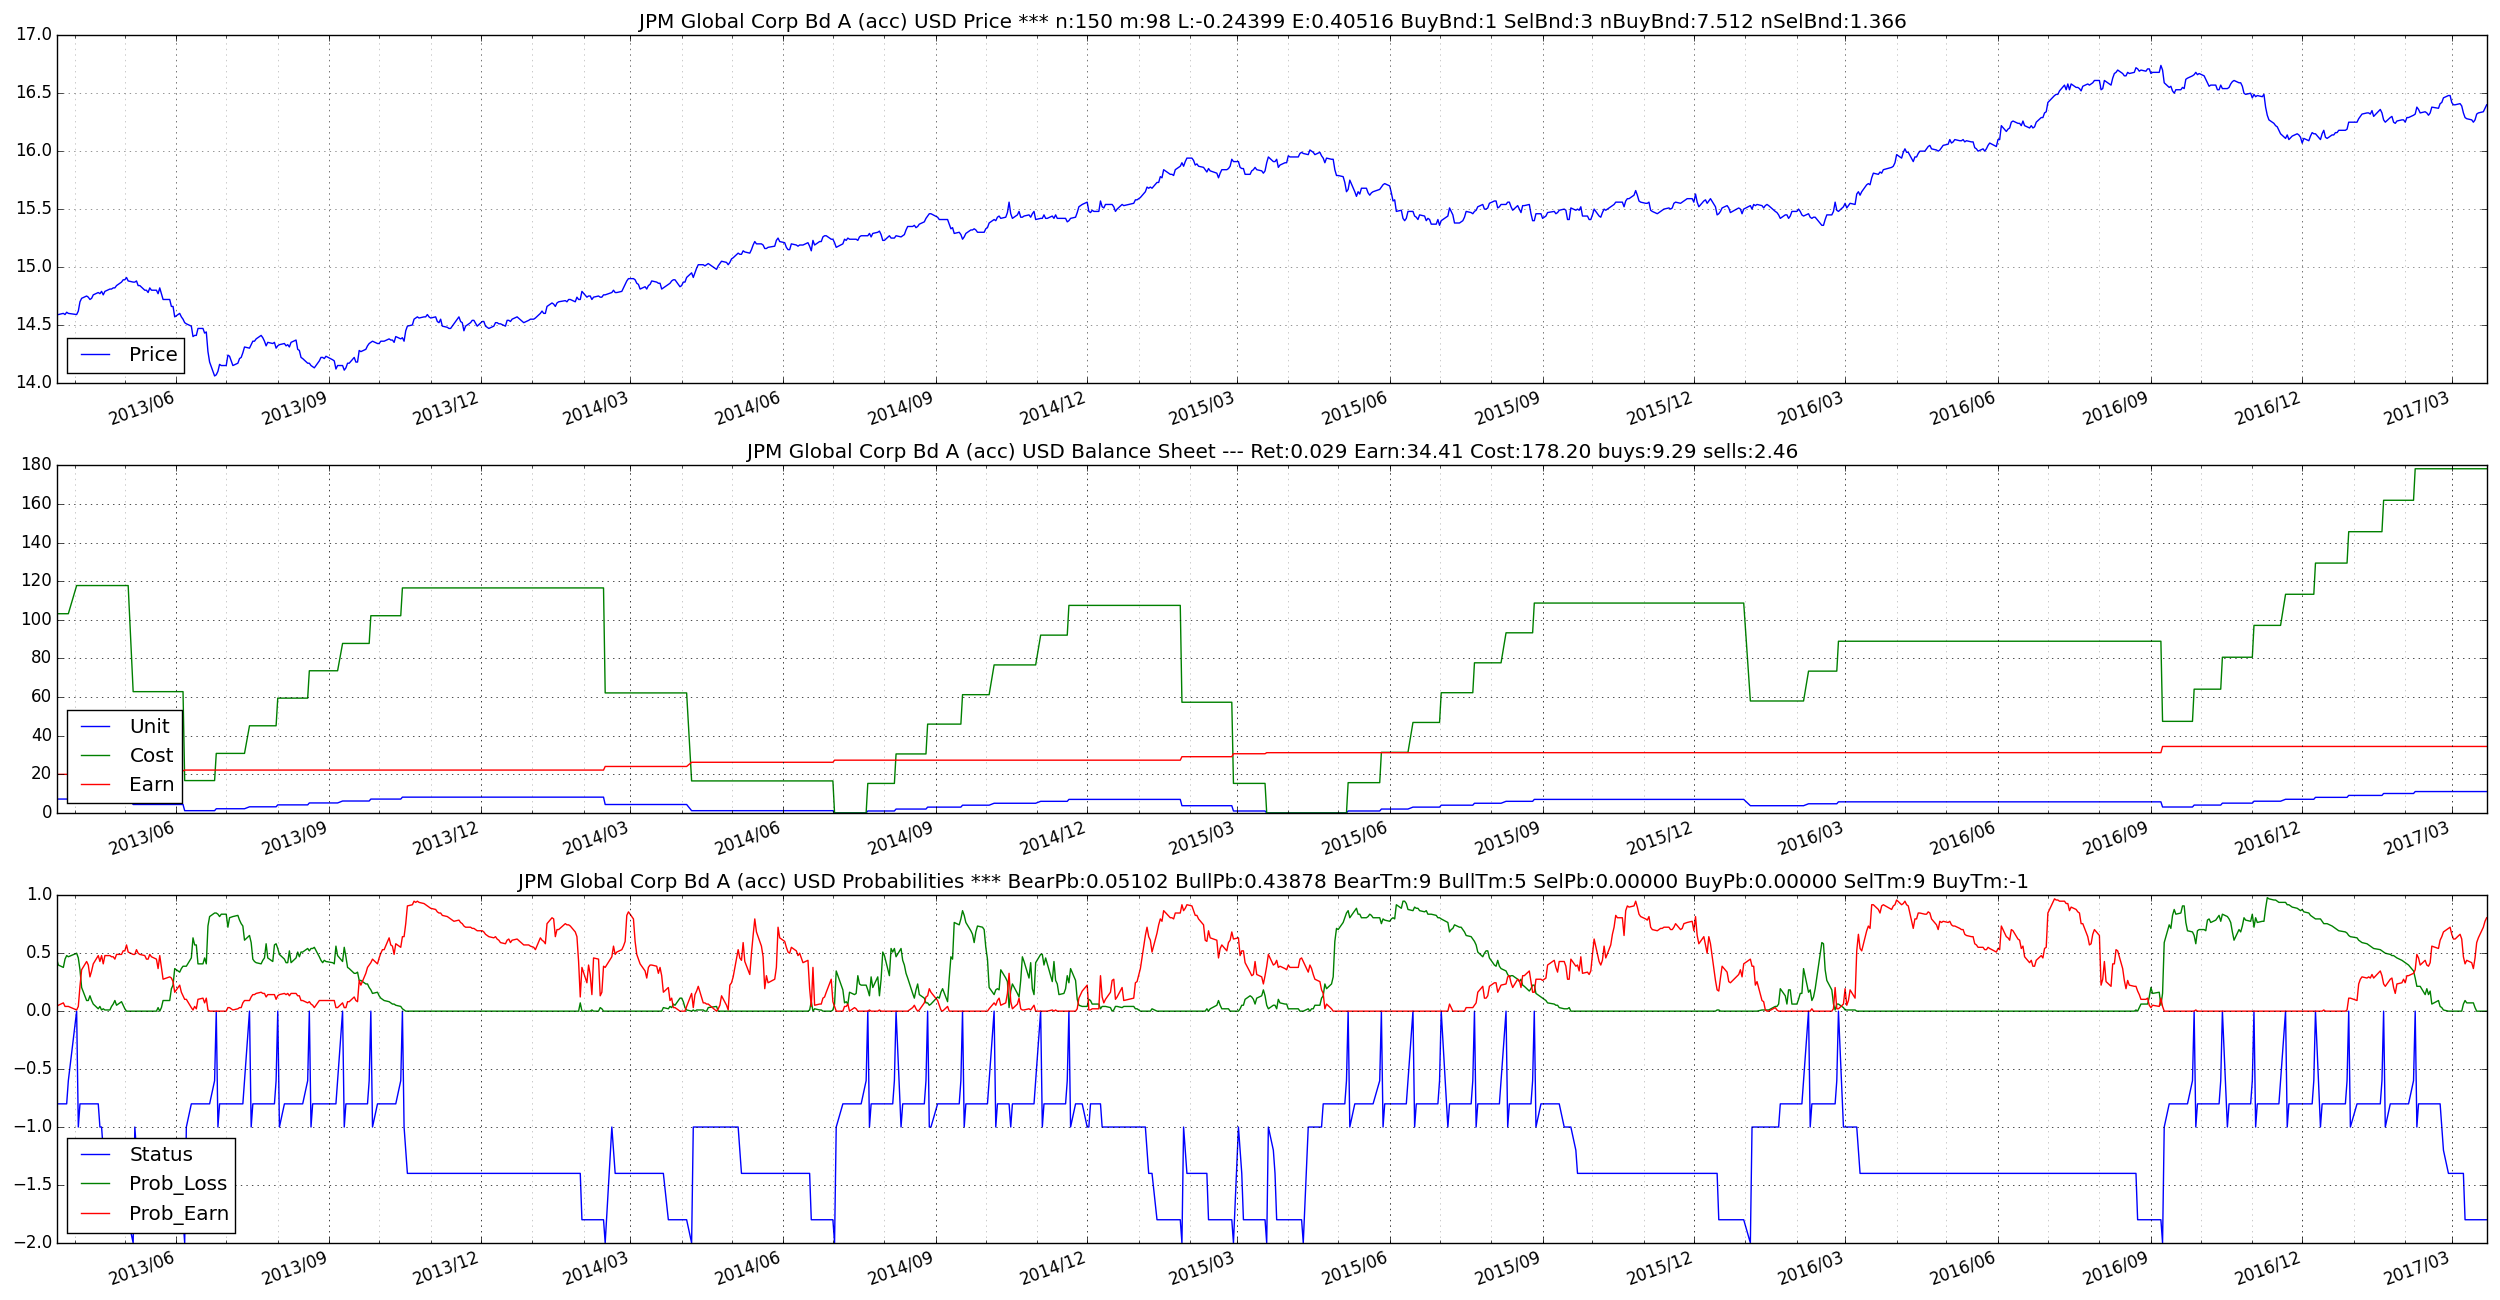 JPM Global Corp Bd A (acc) USD Price *** n:150 m:98 L:-0.24399 E:0.40516 BuyBnd:1 SelBnd:3 nBuyBnd:7.512 nSelBnd:1.366
17.0
16.5
16.0
15.5
15.0
14.5
14.0
Price
2013/06 2013/09 2013/12 2014/03 2014/06 2014/09 2014/12 2015/03 2015/06 2015/09 2015/12 2016/03 2016/06 2016/09 2016/12 2017/03
JPM Global Corp Bd A (acc) USD Balance Sheet --- Ret:0.029 Earn:34.41 Cost:178.20 buys:9.29 sells:2.46
180
160
140
120
100
80
60
40
20
0
Unit
Cost
Earn
2013/06 2013/09 2013/12 2014/03 2014/06 2014/09 2014/12 2015/03 2015/06 2015/09 2015/12 2016/03 2016/06 2016/09 2016/12 2017/03
JPM Global Corp Bd A (acc) USD Probabilities *** BearPb:0.05102 BullPb:0.43878 BearTm:9 BullTm:5 SelPb:0.00000 BuyPb:0.00000 SelTm:9 BuyTm:-1
1.0
0.5
0.0
−0.5
−1.0
−1.5
−2.0
Status
Prob_Loss
Prob_Earn
2013/06 2013/09 2013/12 2014/03 2014/06 2014/09 2014/12 2015/03 2015/06 2015/09 2015/12 2016/03 2016/06 2016/09 2016/12 2017/03